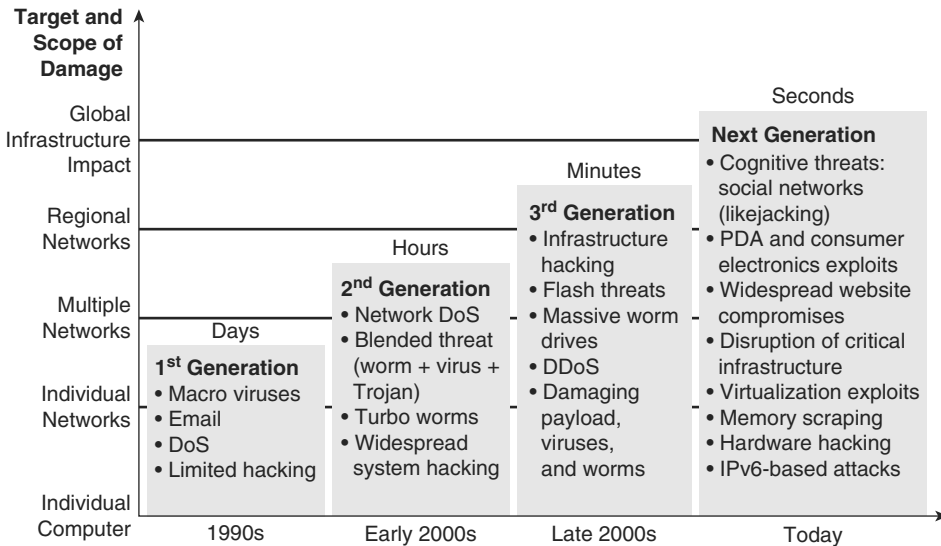 Target and
Scope of
Damage
Global
Infrastructure
Impact
Regional
Networks
Multiple
Networks
Individual
Networks
Individual
Computer
Days
1st Generation
• Macro viruses
• Email
• DoS
• Limited hacking
1990s
Hours
2nd Generation
• Network DoS
• Blended threat
(worm + virus +
Trojan)
• Turbo worms
• Widespread
system hacking
Early 2000s
Minutes
3rd Generation
• Infrastructure
hacking
• Flash threats
• Massive worm
drives
• DDoS
• Damaging
payload,
viruses,
and worms
Late 2000s
Seconds
Next Generation
• Cognitive threats:
social networks
(likejacking)
• PDA and consumer
electronics exploits
• Widespread website
compromises
• Disruption of critical
infrastructure
• Virtualization exploits
• Memory scraping
• Hardware hacking
• IPv6-based attacks
Today